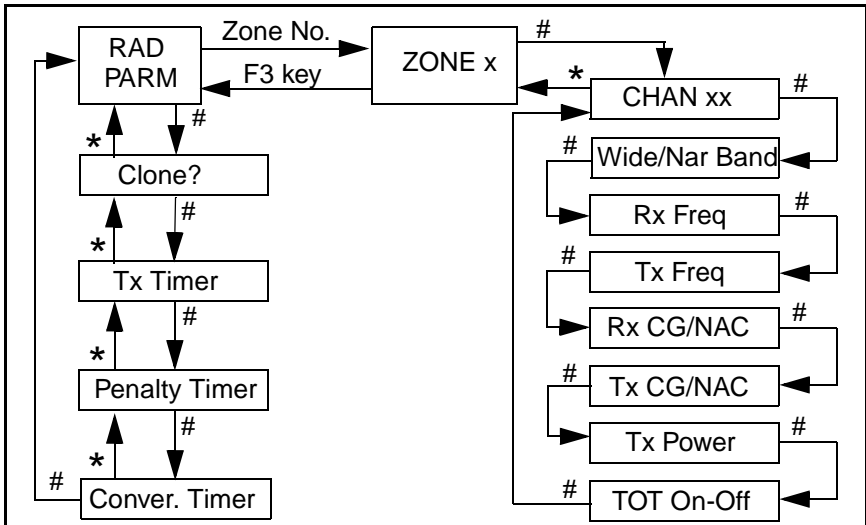 RAD
PARM
Zone No.
F3 key
ZONE x
#
*
CHAN xx
#
Wide/Nar Band
#
Rx Freq
#
Tx Freq
#
Rx CG/NAC
#
Tx CG/NAC
#
Tx Power
#
TOT On-Off
#
*
#
Clone?
*
#
Tx Timer
*
#
Penalty Timer
*
#
Conver. Timer
#